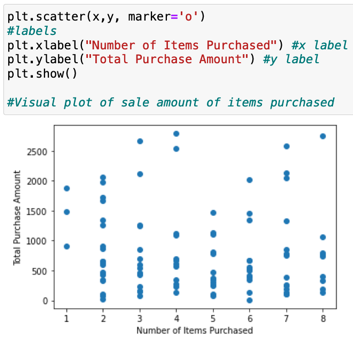 plt.scatter(x,y, marker='o')
#labels
plt.xlabel("Number of Items Purchased") #x label
plt.ylabel("Total Purchase Amount") #y label
plt.show()
#Visual plot of sale amount of items purchased
Total Purchase Amount
2500
2000
1500
1000
500
0
1 2 3 4 5 6 7 8
Number of Items Purchased